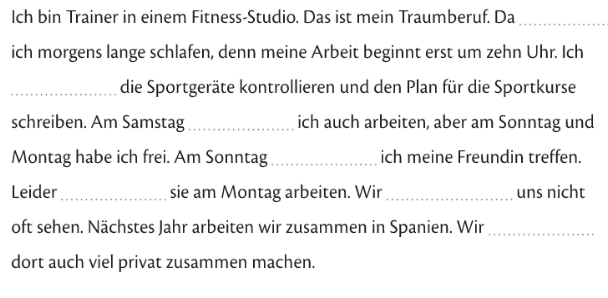 Ich bin Trainer in einem Fitness-Studio. Das ist mein Traumberuf. Da ....................
ich morgens lange schlafen, denn meine Arbeit beginnt erst um zehn Uhr. Ich
.................... die Sportgeräte kontrollieren und den Plan für die Sportkurse
schreiben. Am Samstag .................... ich auch arbeiten, aber am Sonntag und
Montag habe ich frei. Am Sonntag .................... ich meine Freundin treffen.
Leider .................... sie am Montag arbeiten. Wir ........................ uns nicht
oft sehen. Nächstes Jahr arbeiten wir zusammen in Spanien. Wir ....................
dort auch viel privat zusammen machen.